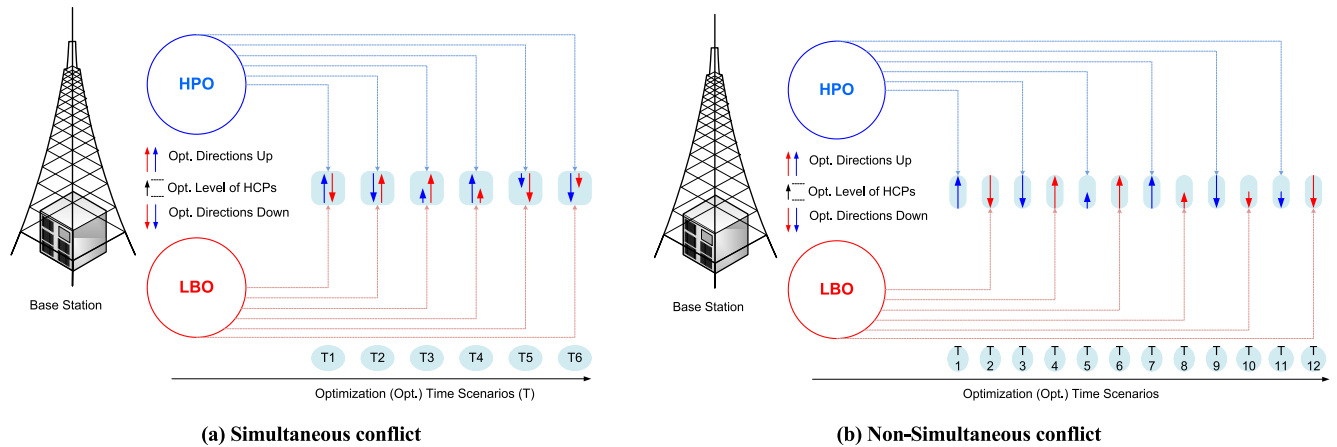 HPO
Opt. Directions Up
Opt. Level of HCPs
Opt. Directions Down
LBO
Base Station
T1 T2 T3 T4 T5 T6
Optimization (Opt.) Time Scenarios (T)
(a) Simultaneous conflict
HPO
Opt. Directions Up
Opt. Level of HCPs
Opt. Directions Down
LBO
Base Station
T T T T T T T T T T T T
1 2 3 4 5 6 7 8 9 10 11 12
Optimization (Opt.) Time Scenarios
(b) Non-Simultaneous conflict